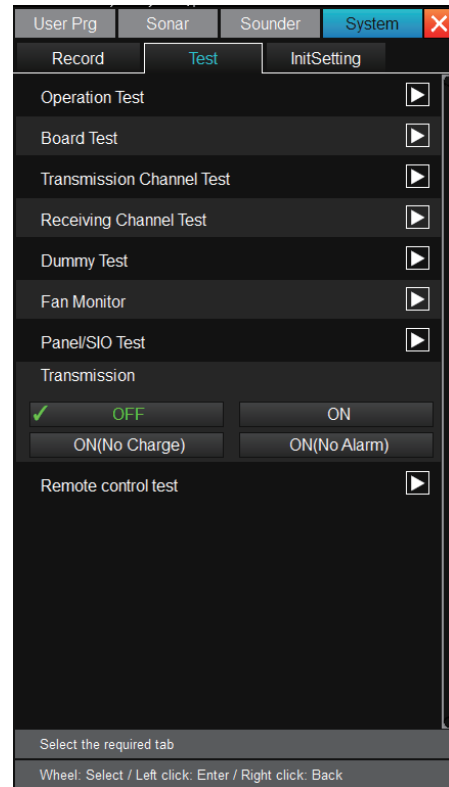 User Prg Sonar Sounder System
Record Test InitSetting
Operation Test
Board Test
Transmission Channel Test
Receiving Channel Test
Dummy Test
Fan Monitor
Panel/SIO Test
Transmission
OFF ON
ON(No Charge) ON(No Alarm)
Remote control test
Select the required tab
Wheel: Select / Left click: Enter / Right click: Back